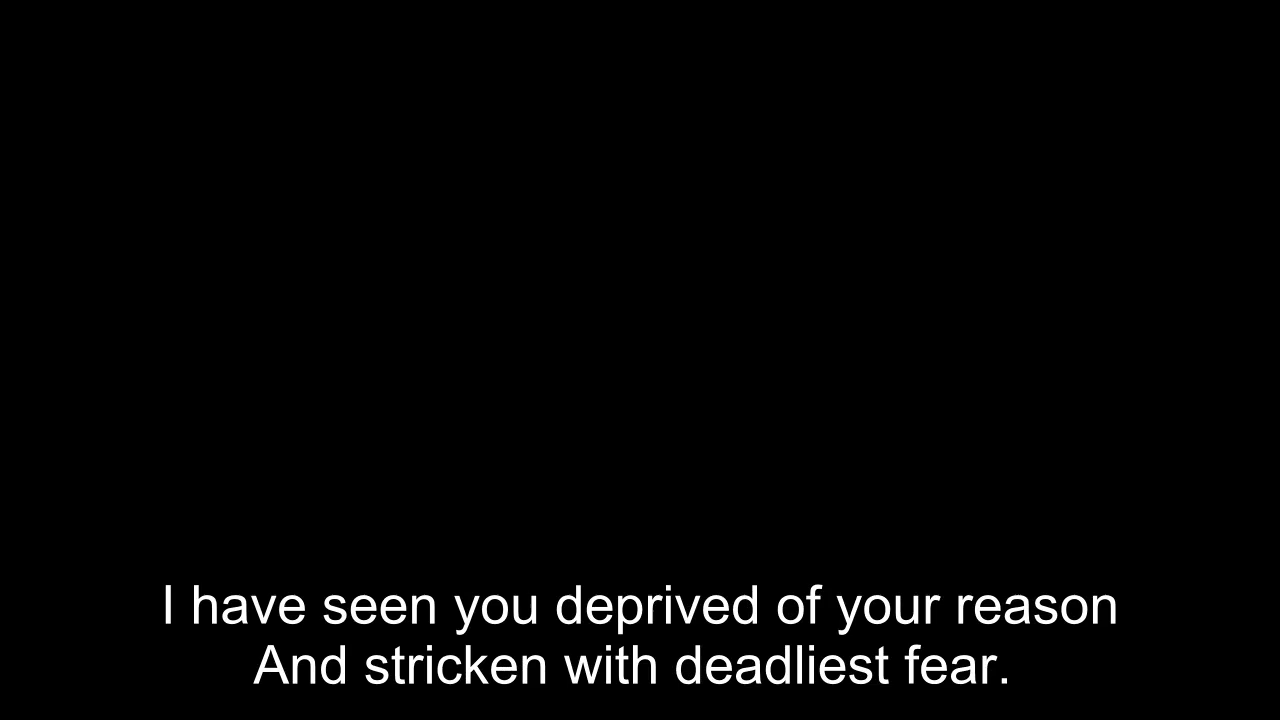 I have seen you deprived of your reason
And stricken with deadliest fear.